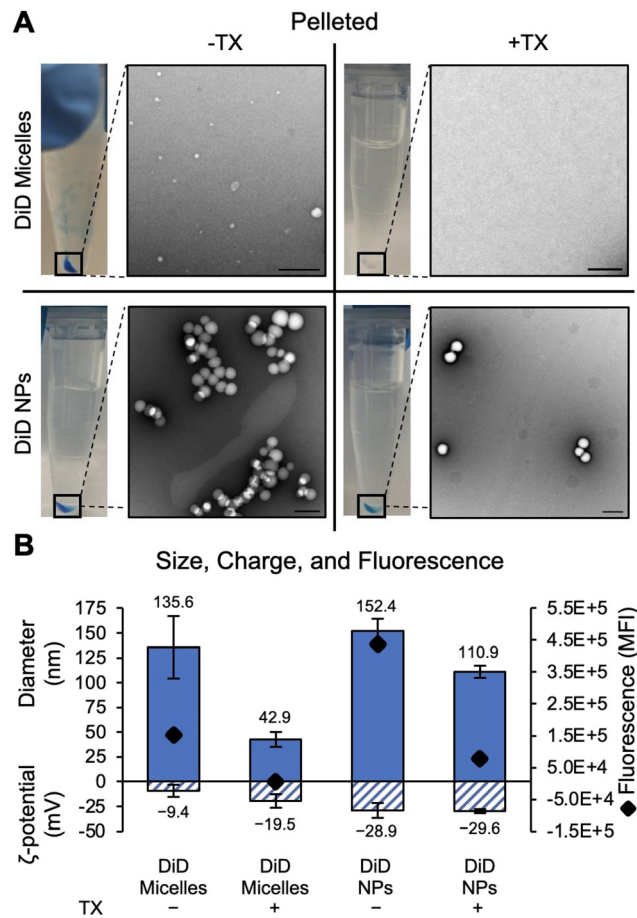 A
Pelleted
-TX
+TX
DiD Micelles
DiD NPs
B
Size, Charge, and Fluorescence
Diameter
(nm)
ζ-potential
(mV)
175
150
125
100
75
50
25
0
−25
−50
135.6
42.9
152.4
110.9
−9.4
−19.5
−28.9
−29.6
5.5E+5
4.5E+5
3.5E+5
2.5E+5
1.5E+5
5.0E+4
-5.0E+4
-1.5E+5
Fluorescence (MFI)
DiD
Micelles
DiD
Micelles
DiD
NPs
DiD
NPs
TX − + − +